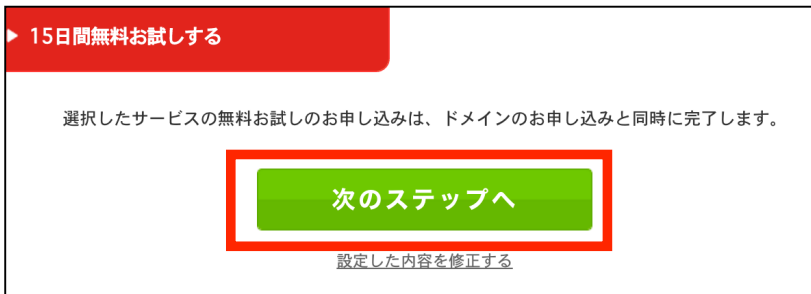 15日間無料お試しする
選択したサービスの無料お試しのお申し込みは、ドメインのお申し込みと同時に完了します。
次のステップへ
設定した内容を修正する